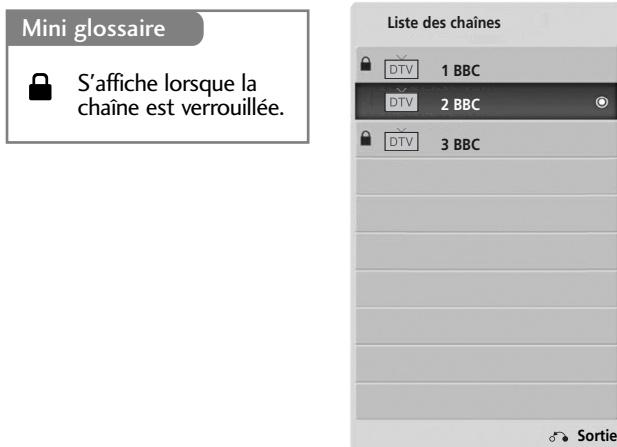 Mini glossaire
S’affiche lorsque la
chaîne est verrouillée.
Liste des chaînes
DTV 1 BBC
DTV 2 BBC
DTV 3 BBC
Sortie